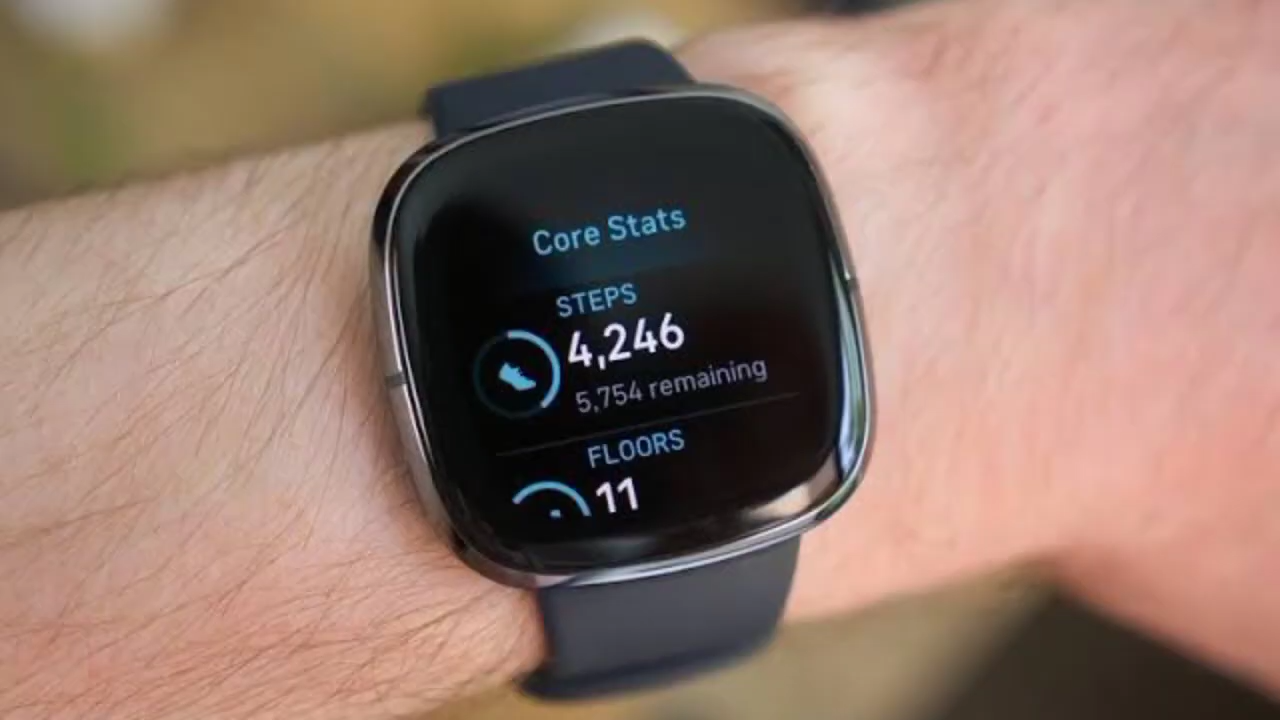 Core Stats
STEPS
4,246
5,754 remaining
FLOORS
11